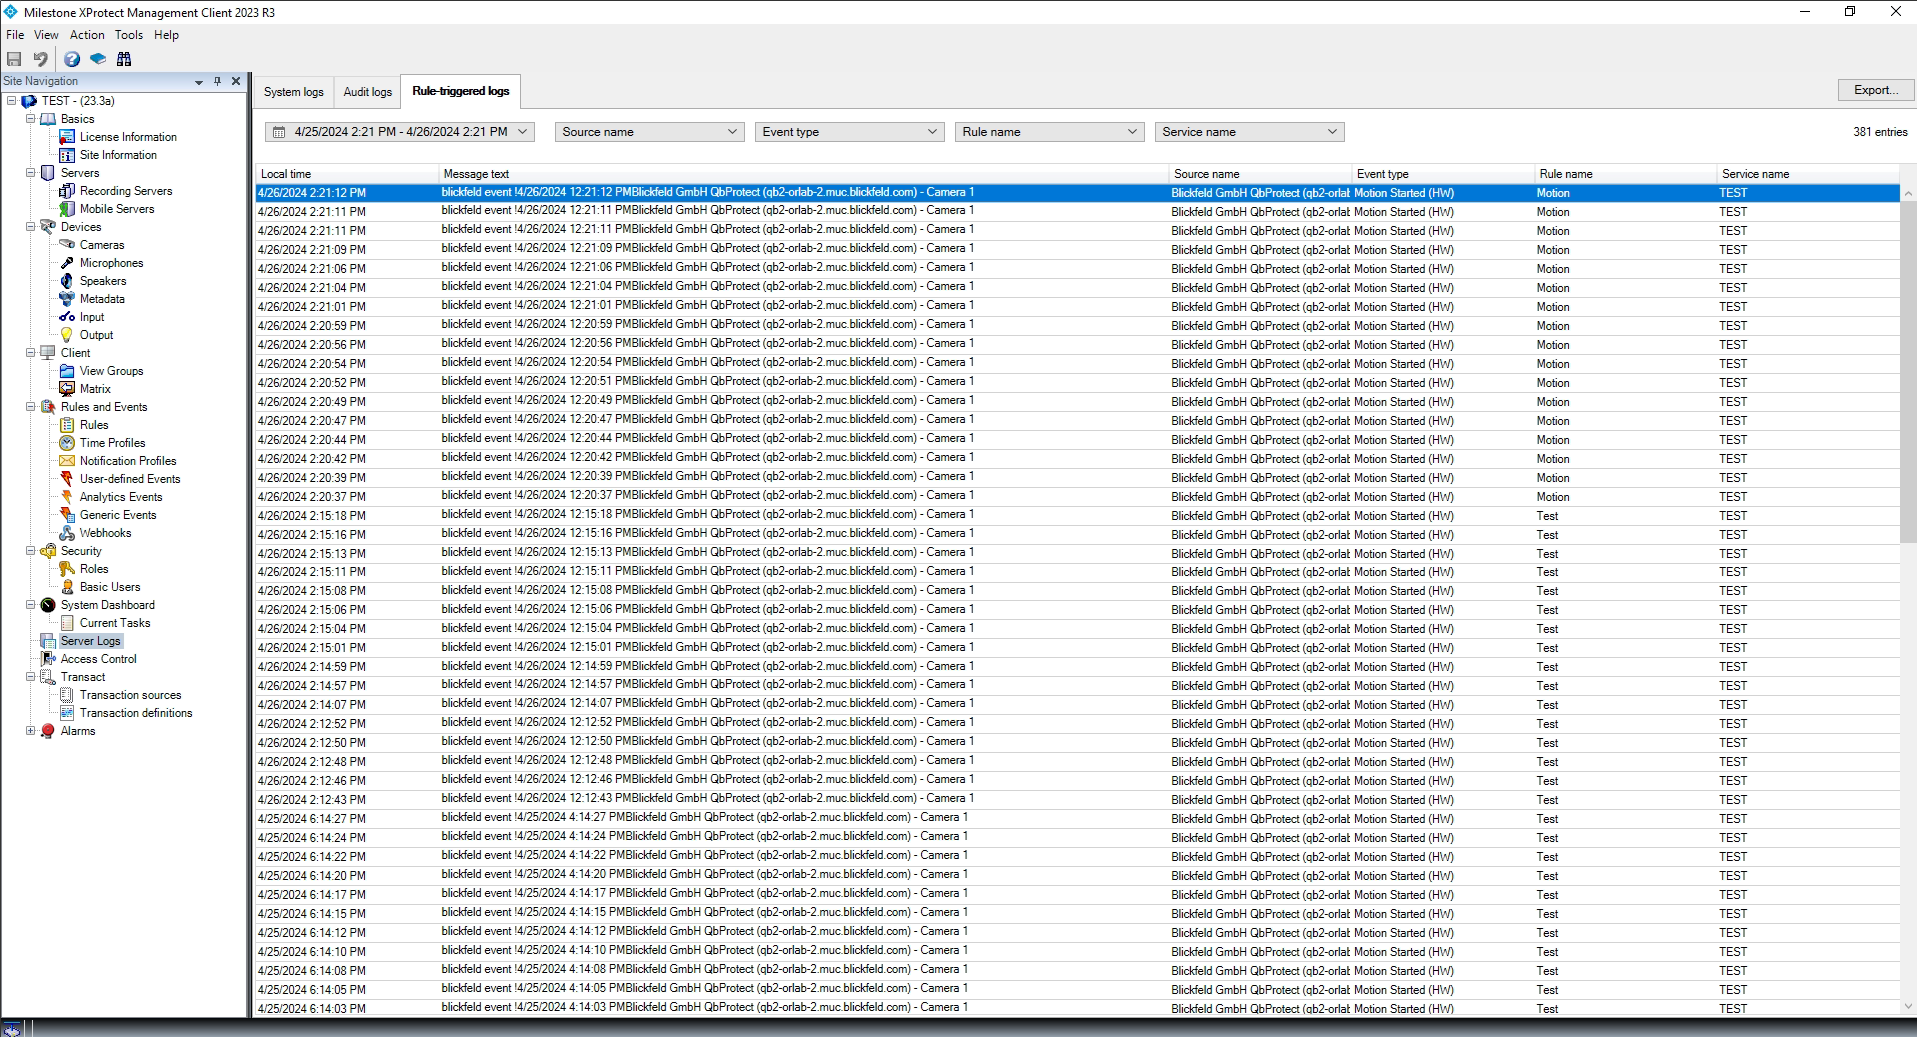 Milestone XProtect Management Client 2023 R3
File View Action Tools Help
Site Navigation
TEST - (23.3a)
Basics
License Information
Site Information
Servers
Recording Servers
Mobile Servers
Devices
Cameras
Microphones
Speakers
Metadata
Input
Output
Client
View Groups
Matrix
Rules and Events
Rules
Time Profiles
Notification Profiles
User-defined Events
Analytics Events
Generic Events
Webhooks
Security
Roles
Basic Users
System Dashboard
Current Tasks
Server Logs
Access Control
Transact
Transaction sources
Transaction definitions
Alarms
System logs Audit logs Rule-triggered logs
Export...
4/25/2024 2:21 PM - 4/26/2024 2:21 PM Source name Event type Rule name Service name 381 entries
Local time Message text Source name Event type Rule name Service name
4/26/2024 2:21:12 PM blickfeld event !4/26/2024 12:21:12 PMBlickfeld GmbH QbProtect (qb2-orlab-2.muc.blickfeld.com) - Camera 1 Blickfeld GmbH QbProtect (qb2-orlab Motion Started (HW) Motion TEST
4/26/2024 2:21:11 PM blickfeld event !4/26/2024 12:21:11 PMBlickfeld GmbH QbProtect (qb2-orlab-2.muc.blickfeld.com) - Camera 1 Blickfeld GmbH QbProtect (qb2-orlab Motion Started (HW) Motion TEST
4/26/2024 2:21:11 PM blickfeld event !4/26/2024 12:21:11 PMBlickfeld GmbH QbProtect (qb2-orlab-2.muc.blickfeld.com) - Camera 1 Blickfeld GmbH QbProtect (qb2-orlab Motion Started (HW) Motion TEST
4/26/2024 2:21:09 PM blickfeld event !4/26/2024 12:21:09 PMBlickfeld GmbH QbProtect (qb2-orlab-2.muc.blickfeld.com) - Camera 1 Blickfeld GmbH QbProtect (qb2-orlab Motion Started (HW) Motion TEST
4/26/2024 2:21:06 PM blickfeld event !4/26/2024 12:21:06 PMBlickfeld GmbH QbProtect (qb2-orlab-2.muc.blickfeld.com) - Camera 1 Blickfeld GmbH QbProtect (qb2-orlab Motion Started (HW) Motion TEST
4/26/2024 2:21:04 PM blickfeld event !4/26/2024 12:21:04 PMBlickfeld GmbH QbProtect (qb2-orlab-2.muc.blickfeld.com) - Camera 1 Blickfeld GmbH QbProtect (qb2-orlab Motion Started (HW) Motion TEST
4/26/2024 2:21:01 PM blickfeld event !4/26/2024 12:21:01 PMBlickfeld GmbH QbProtect (qb2-orlab-2.muc.blickfeld.com) - Camera 1 Blickfeld GmbH QbProtect (qb2-orlab Motion Started (HW) Motion TEST
4/26/2024 2:20:59 PM blickfeld event !4/26/2024 12:20:59 PMBlickfeld GmbH QbProtect (qb2-orlab-2.muc.blickfeld.com) - Camera 1 Blickfeld GmbH QbProtect (qb2-orlab Motion Started (HW) Motion TEST
4/26/2024 2:20:56 PM blickfeld event !4/26/2024 12:20:56 PMBlickfeld GmbH QbProtect (qb2-orlab-2.muc.blickfeld.com) - Camera 1 Blickfeld GmbH QbProtect (qb2-orlab Motion Started (HW) Motion TEST
4/26/2024 2:20:54 PM blickfeld event !4/26/2024 12:20:54 PMBlickfeld GmbH QbProtect (qb2-orlab-2.muc.blickfeld.com) - Camera 1 Blickfeld GmbH QbProtect (qb2-orlab Motion Started (HW) Motion TEST
4/26/2024 2:20:52 PM blickfeld event !4/26/2024 12:20:51 PMBlickfeld GmbH QbProtect (qb2-orlab-2.muc.blickfeld.com) - Camera 1 Blickfeld GmbH QbProtect (qb2-orlab Motion Started (HW) Motion TEST
4/26/2024 2:20:49 PM blickfeld event !4/26/2024 12:20:49 PMBlickfeld GmbH QbProtect (qb2-orlab-2.muc.blickfeld.com) - Camera 1 Blickfeld GmbH QbProtect (qb2-orlab Motion Started (HW) Motion TEST
4/26/2024 2:20:47 PM blickfeld event !4/26/2024 12:20:47 PMBlickfeld GmbH QbProtect (qb2-orlab-2.muc.blickfeld.com) - Camera 1 Blickfeld GmbH QbProtect (qb2-orlab Motion Started (HW) Motion TEST
4/26/2024 2:20:44 PM blickfeld event !4/26/2024 12:20:44 PMBlickfeld GmbH QbProtect (qb2-orlab-2.muc.blickfeld.com) - Camera 1 Blickfeld GmbH QbProtect (qb2-orlab Motion Started (HW) Motion TEST
4/26/2024 2:20:42 PM blickfeld event !4/26/2024 12:20:42 PMBlickfeld GmbH QbProtect (qb2-orlab-2.muc.blickfeld.com) - Camera 1 Blickfeld GmbH QbProtect (qb2-orlab Motion Started (HW) Motion TEST
4/26/2024 2:20:39 PM blickfeld event !4/26/2024 12:20:39 PMBlickfeld GmbH QbProtect (qb2-orlab-2.muc.blickfeld.com) - Camera 1 Blickfeld GmbH QbProtect (qb2-orlab Motion Started (HW) Motion TEST
4/26/2024 2:20:37 PM blickfeld event !4/26/2024 12:20:37 PMBlickfeld GmbH QbProtect (qb2-orlab-2.muc.blickfeld.com) - Camera 1 Blickfeld GmbH QbProtect (qb2-orlab Motion Started (HW) Motion TEST
4/26/2024 2:15:18 PM blickfeld event !4/26/2024 12:15:18 PMBlickfeld GmbH QbProtect (qb2-orlab-2.muc.blickfeld.com) - Camera 1 Blickfeld GmbH QbProtect (qb2-orlab Motion Started (HW) Test TEST
4/26/2024 2:15:16 PM blickfeld event !4/26/2024 12:15:16 PMBlickfeld GmbH QbProtect (qb2-orlab-2.muc.blickfeld.com) - Camera 1 Blickfeld GmbH QbProtect (qb2-orlab Motion Started (HW) Test TEST
4/26/2024 2:15:13 PM blickfeld event !4/26/2024 12:15:13 PMBlickfeld GmbH QbProtect (qb2-orlab-2.muc.blickfeld.com) - Camera 1 Blickfeld GmbH QbProtect (qb2-orlab Motion Started (HW) Test TEST
4/26/2024 2:15:11 PM blickfeld event !4/26/2024 12:15:11 PMBlickfeld GmbH QbProtect (qb2-orlab-2.muc.blickfeld.com) - Camera 1 Blickfeld GmbH QbProtect (qb2-orlab Motion Started (HW) Test TEST
4/26/2024 2:15:08 PM blickfeld event !4/26/2024 12:15:08 PMBlickfeld GmbH QbProtect (qb2-orlab-2.muc.blickfeld.com) - Camera 1 Blickfeld GmbH QbProtect (qb2-orlab Motion Started (HW) Test TEST
4/26/2024 2:15:06 PM blickfeld event !4/26/2024 12:15:06 PMBlickfeld GmbH QbProtect (qb2-orlab-2.muc.blickfeld.com) - Camera 1 Blickfeld GmbH QbProtect (qb2-orlab Motion Started (HW) Test TEST
4/26/2024 2:15:04 PM blickfeld event !4/26/2024 12:15:04 PMBlickfeld GmbH QbProtect (qb2-orlab-2.muc.blickfeld.com) - Camera 1 Blickfeld GmbH QbProtect (qb2-orlab Motion Started (HW) Test TEST
4/26/2024 2:15:01 PM blickfeld event !4/26/2024 12:15:01 PMBlickfeld GmbH QbProtect (qb2-orlab-2.muc.blickfeld.com) - Camera 1 Blickfeld GmbH QbProtect (qb2-orlab Motion Started (HW) Test TEST
4/26/2024 2:14:59 PM blickfeld event !4/26/2024 12:14:59 PMBlickfeld GmbH QbProtect (qb2-orlab-2.muc.blickfeld.com) - Camera 1 Blickfeld GmbH QbProtect (qb2-orlab Motion Started (HW) Test TEST
4/26/2024 2:14:57 PM blickfeld event !4/26/2024 12:14:57 PMBlickfeld GmbH QbProtect (qb2-orlab-2.muc.blickfeld.com) - Camera 1 Blickfeld GmbH QbProtect (qb2-orlab Motion Started (HW) Test TEST
4/26/2024 2:14:07 PM blickfeld event !4/26/2024 12:14:07 PMBlickfeld GmbH QbProtect (qb2-orlab-2.muc.blickfeld.com) - Camera 1 Blickfeld GmbH QbProtect (qb2-orlab Motion Started (HW) Test TEST
4/26/2024 2:12:52 PM blickfeld event !4/26/2024 12:12:52 PMBlickfeld GmbH QbProtect (qb2-orlab-2.muc.blickfeld.com) - Camera 1 Blickfeld GmbH QbProtect (qb2-orlab Motion Started (HW) Test TEST
4/26/2024 2:12:50 PM blickfeld event !4/26/2024 12:12:50 PMBlickfeld GmbH QbProtect (qb2-orlab-2.muc.blickfeld.com) - Camera 1 Blickfeld GmbH QbProtect (qb2-orlab Motion Started (HW) Test TEST
4/26/2024 2:12:48 PM blickfeld event !4/26/2024 12:12:48 PMBlickfeld GmbH QbProtect (qb2-orlab-2.muc.blickfeld.com) - Camera 1 Blickfeld GmbH QbProtect (qb2-orlab Motion Started (HW) Test TEST
4/26/2024 2:12:46 PM blickfeld event !4/26/2024 12:12:46 PMBlickfeld GmbH QbProtect (qb2-orlab-2.muc.blickfeld.com) - Camera 1 Blickfeld GmbH QbProtect (qb2-orlab Motion Started (HW) Test TEST
4/26/2024 2:12:43 PM blickfeld event !4/26/2024 12:12:43 PMBlickfeld GmbH QbProtect (qb2-orlab-2.muc.blickfeld.com) - Camera 1 Blickfeld GmbH QbProtect (qb2-orlab Motion Started (HW) Test TEST
4/25/2024 6:14:27 PM blickfeld event !4/25/2024 4:14:27 PMBlickfeld GmbH QbProtect (qb2-orlab-2.muc.blickfeld.com) - Camera 1 Blickfeld GmbH QbProtect (qb2-orlab Motion Started (HW) Test TEST
4/25/2024 6:14:24 PM blickfeld event !4/25/2024 4:14:24 PMBlickfeld GmbH QbProtect (qb2-orlab-2.muc.blickfeld.com) - Camera 1 Blickfeld GmbH QbProtect (qb2-orlab Motion Started (HW) Test TEST
4/25/2024 6:14:22 PM blickfeld event !4/25/2024 4:14:22 PMBlickfeld GmbH QbProtect (qb2-orlab-2.muc.blickfeld.com) - Camera 1 Blickfeld GmbH QbProtect (qb2-orlab Motion Started (HW) Test TEST
4/25/2024 6:14:20 PM blickfeld event !4/25/2024 4:14:20 PMBlickfeld GmbH QbProtect (qb2-orlab-2.muc.blickfeld.com) - Camera 1 Blickfeld GmbH QbProtect (qb2-orlab Motion Started (HW) Test TEST
4/25/2024 6:14:17 PM blickfeld event !4/25/2024 4:14:17 PMBlickfeld GmbH QbProtect (qb2-orlab-2.muc.blickfeld.com) - Camera 1 Blickfeld GmbH QbProtect (qb2-orlab Motion Started (HW) Test TEST
4/25/2024 6:14:15 PM blickfeld event !4/25/2024 4:14:15 PMBlickfeld GmbH QbProtect (qb2-orlab-2.muc.blickfeld.com) - Camera 1 Blickfeld GmbH QbProtect (qb2-orlab Motion Started (HW) Test TEST
4/25/2024 6:14:12 PM blickfeld event !4/25/2024 4:14:12 PMBlickfeld GmbH QbProtect (qb2-orlab-2.muc.blickfeld.com) - Camera 1 Blickfeld GmbH QbProtect (qb2-orlab Motion Started (HW) Test TEST
4/25/2024 6:14:10 PM blickfeld event !4/25/2024 4:14:10 PMBlickfeld GmbH QbProtect (qb2-orlab-2.muc.blickfeld.com) - Camera 1 Blickfeld GmbH QbProtect (qb2-orlab Motion Started (HW) Test TEST
4/25/2024 6:14:08 PM blickfeld event !4/25/2024 4:14:08 PMBlickfeld GmbH QbProtect (qb2-orlab-2.muc.blickfeld.com) - Camera 1 Blickfeld GmbH QbProtect (qb2-orlab Motion Started (HW) Test TEST
4/25/2024 6:14:05 PM blickfeld event !4/25/2024 4:14:05 PMBlickfeld GmbH QbProtect (qb2-orlab-2.muc.blickfeld.com) - Camera 1 Blickfeld GmbH QbProtect (qb2-orlab Motion Started (HW) Test TEST
4/25/2024 6:14:03 PM blickfeld event !4/25/2024 4:14:03 PMBlickfeld GmbH QbProtect (qb2-orlab-2.muc.blickfeld.com) - Camera 1 Blickfeld GmbH QbProtect (qb2-orlab Motion Started (HW) Test TEST